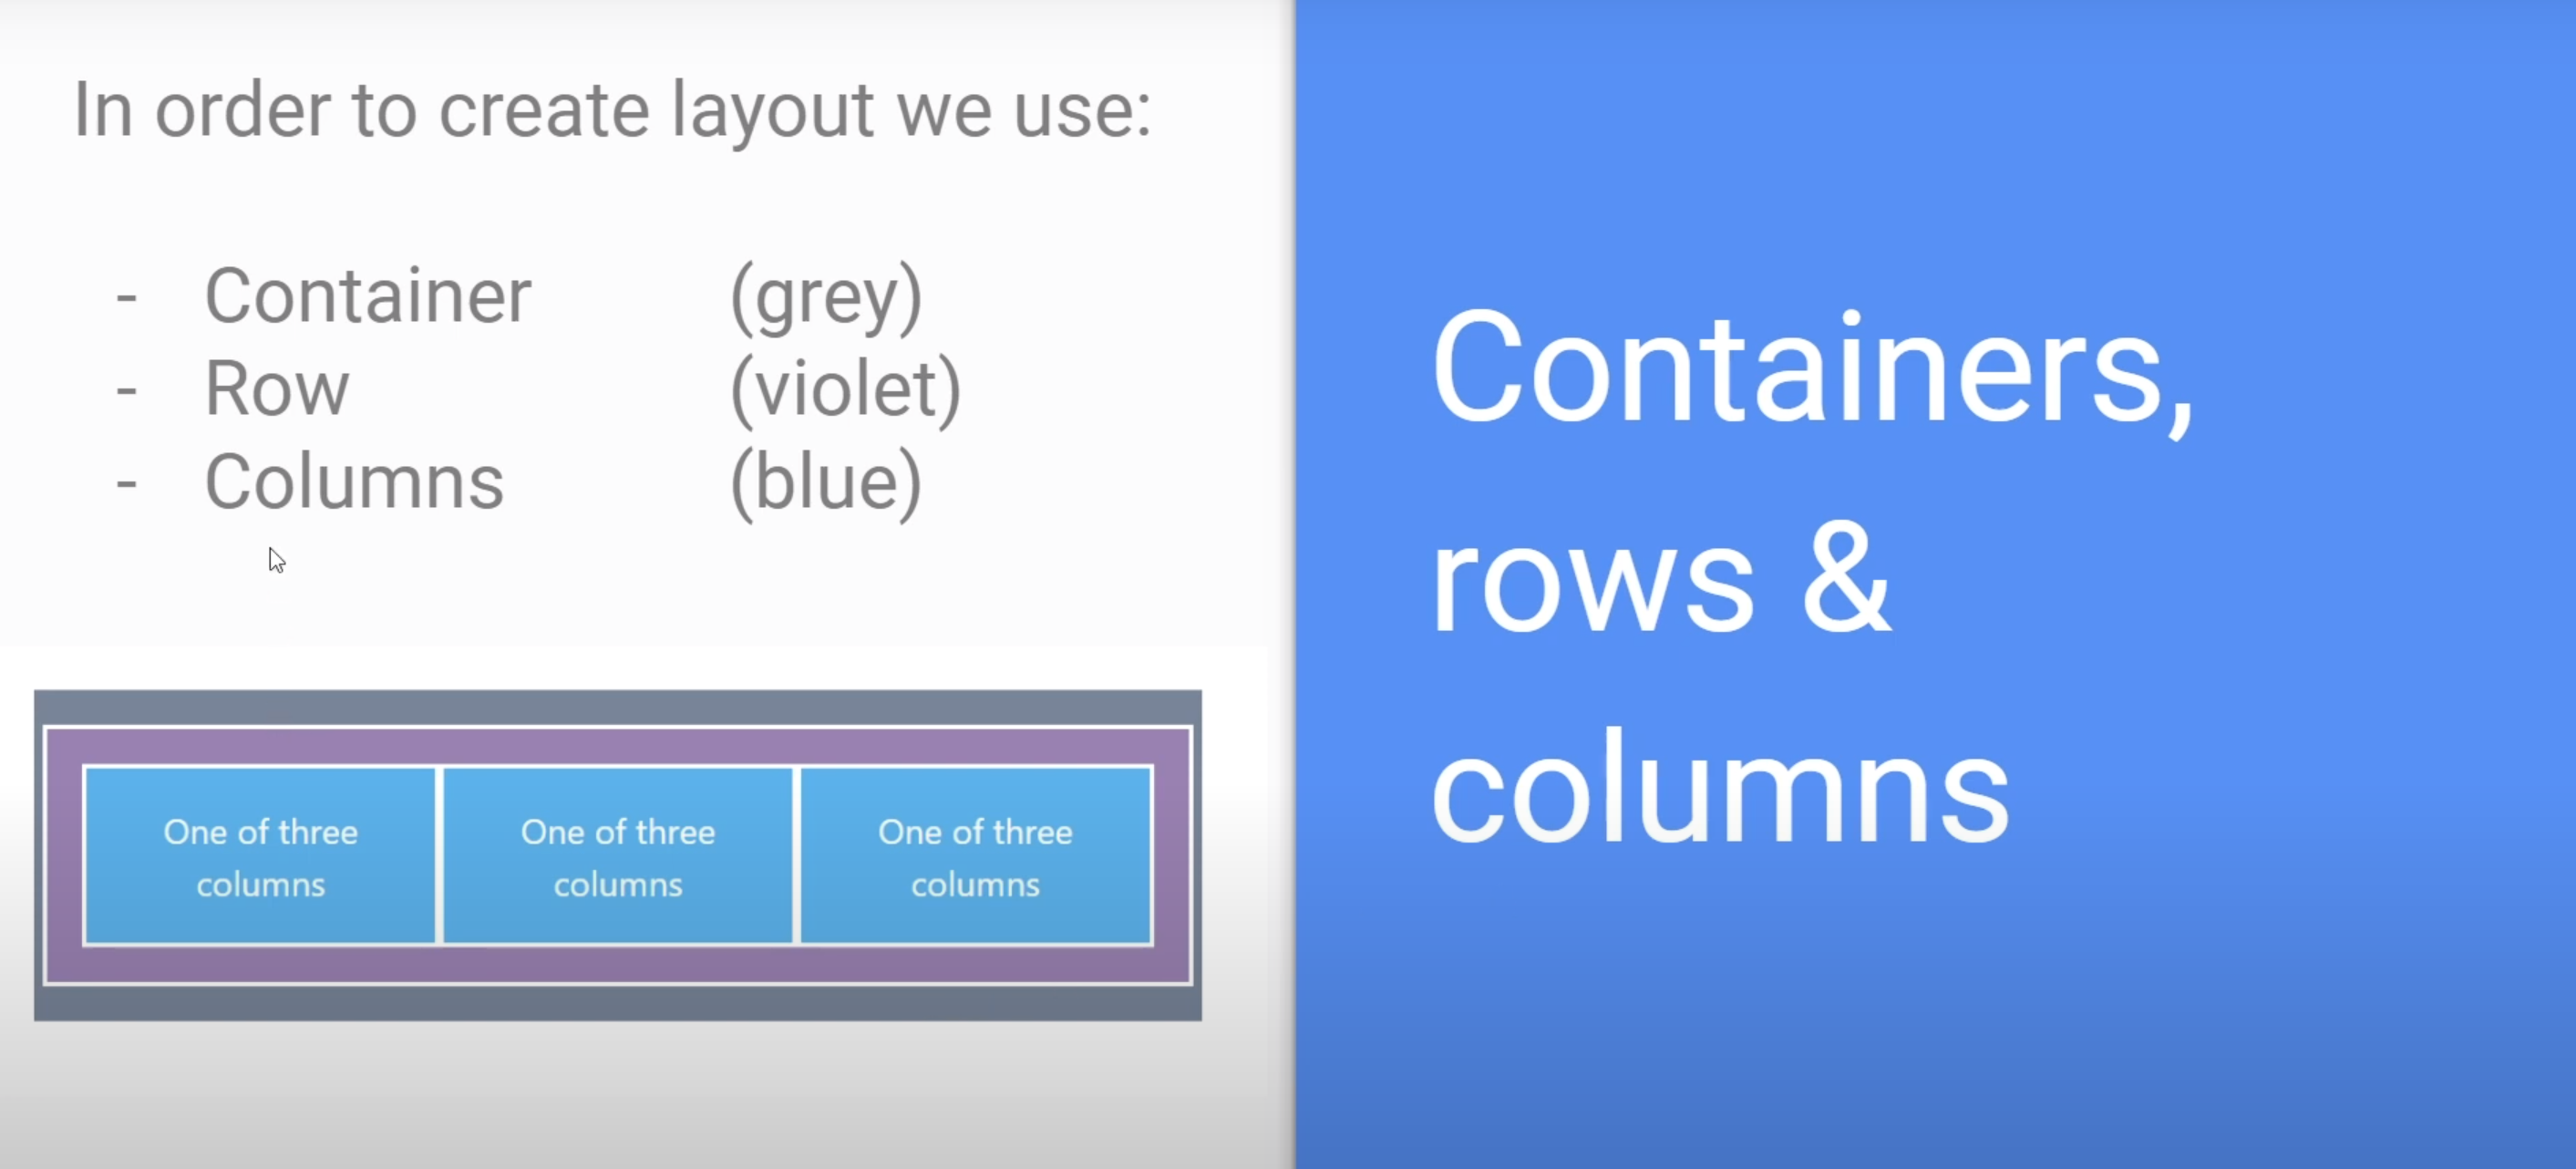 In order to create layout we use:
- Container (grey)
- Row (violet)
- Columns (blue)
One of three
columns
One of three
columns
One of three
columns
Containers,
rows &
columns